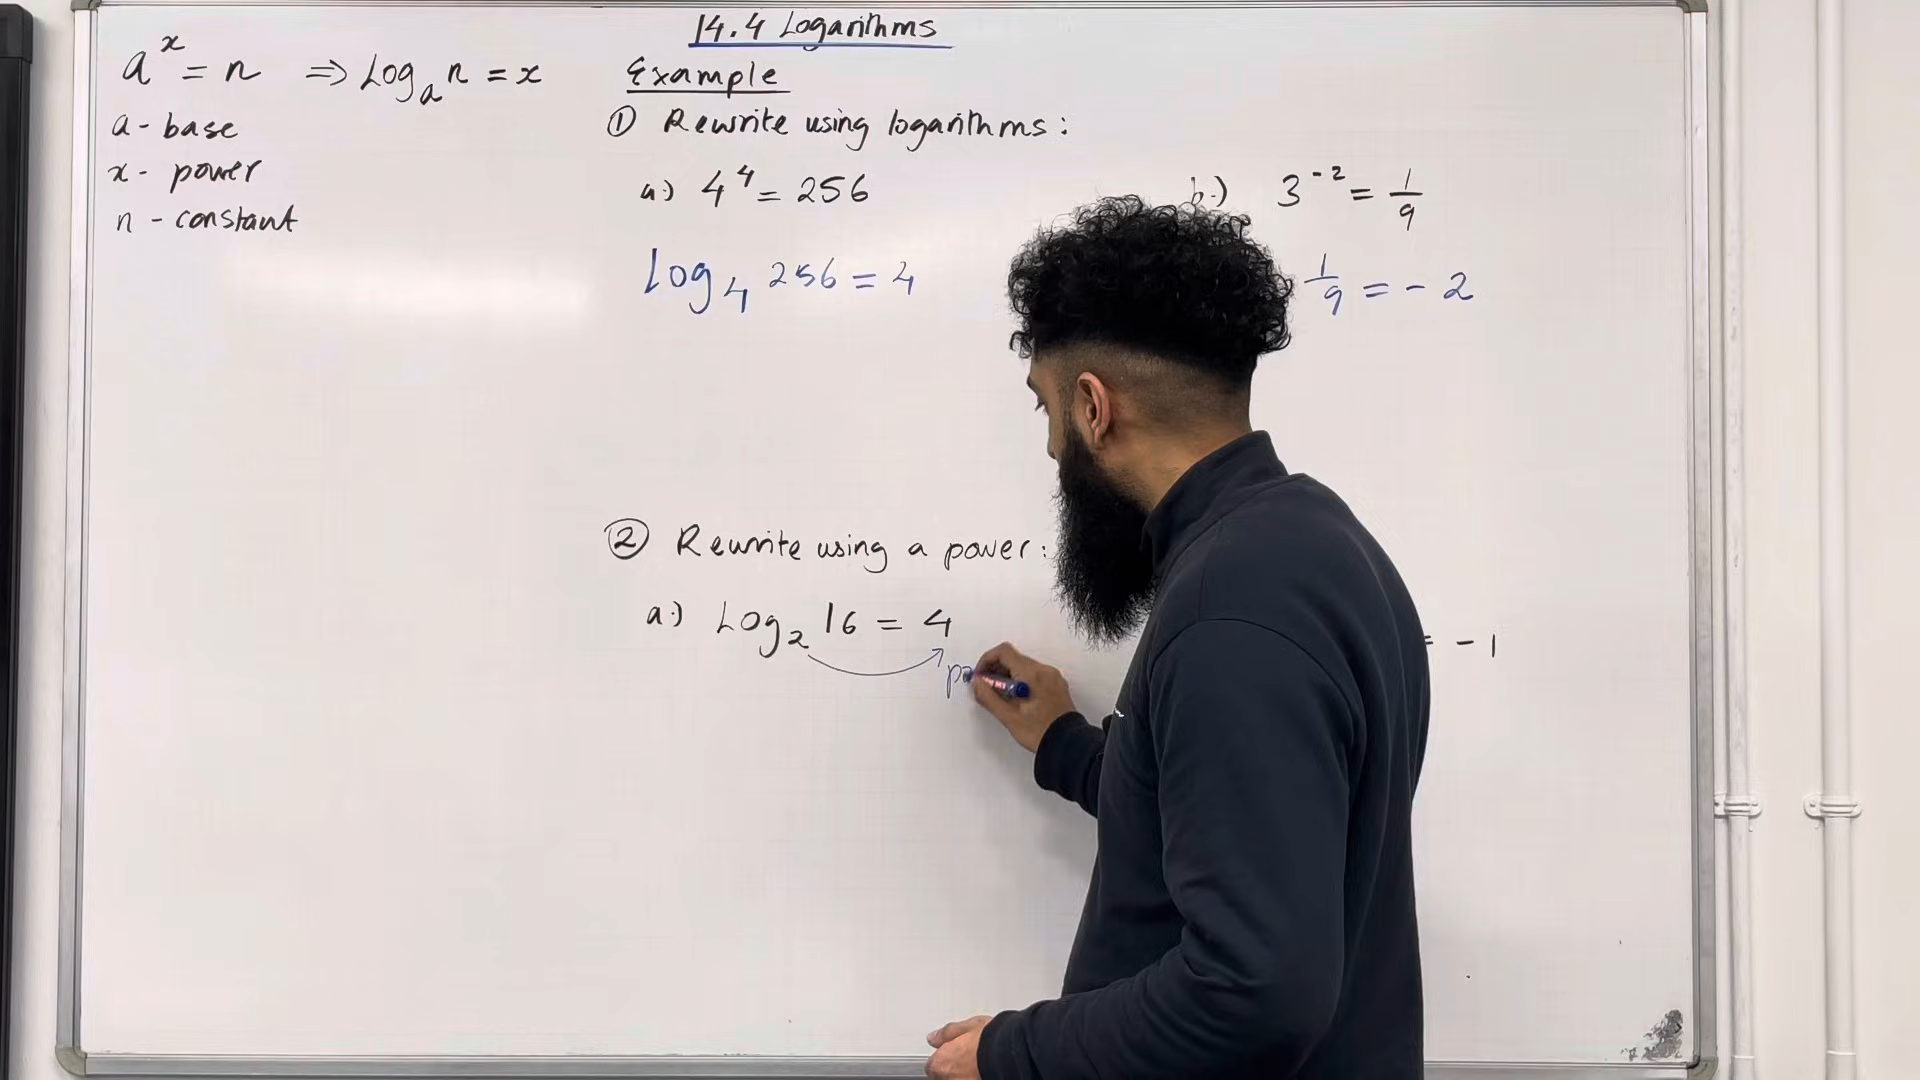 14.4 Logarithms
a^x = n ⇒ Log_a n = x
a - base
x - power
n - constant
Example
① Rewrite using logarithms:
a.) 4^4 = 256
b.) 3^-2 = 1/9
Log_4 256 = 4
1/9 = - 2
② Rewrite using a power:
a.) Log_2 16 = 4
= - 1